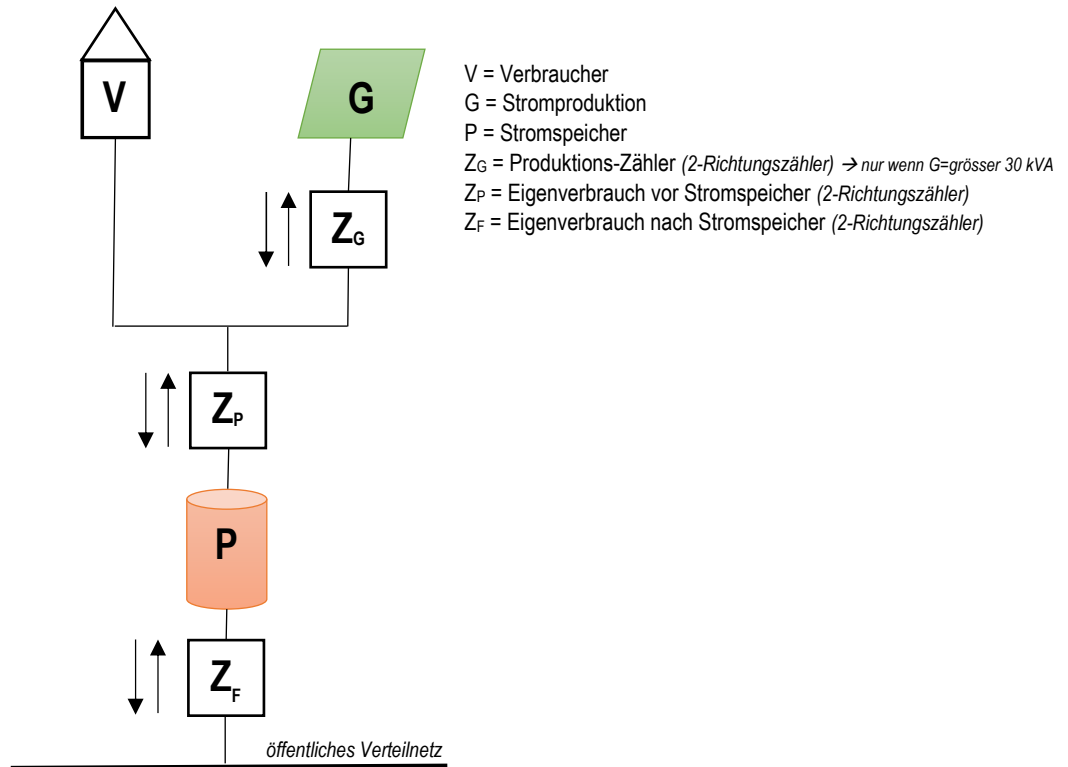 V
G
V = Verbraucher
G = Stromproduktion
P = Stromspeicher
ZG = Produktions-Zähler (2-Richtungszähler) → nur wenn G=grösser 30 kVA
ZP = Eigenverbrauch vor Stromspeicher (2-Richtungszähler)
ZF = Eigenverbrauch nach Stromspeicher (2-Richtungszähler)
ZG
ZP
P
ZF
öffentliches Verteilnetz